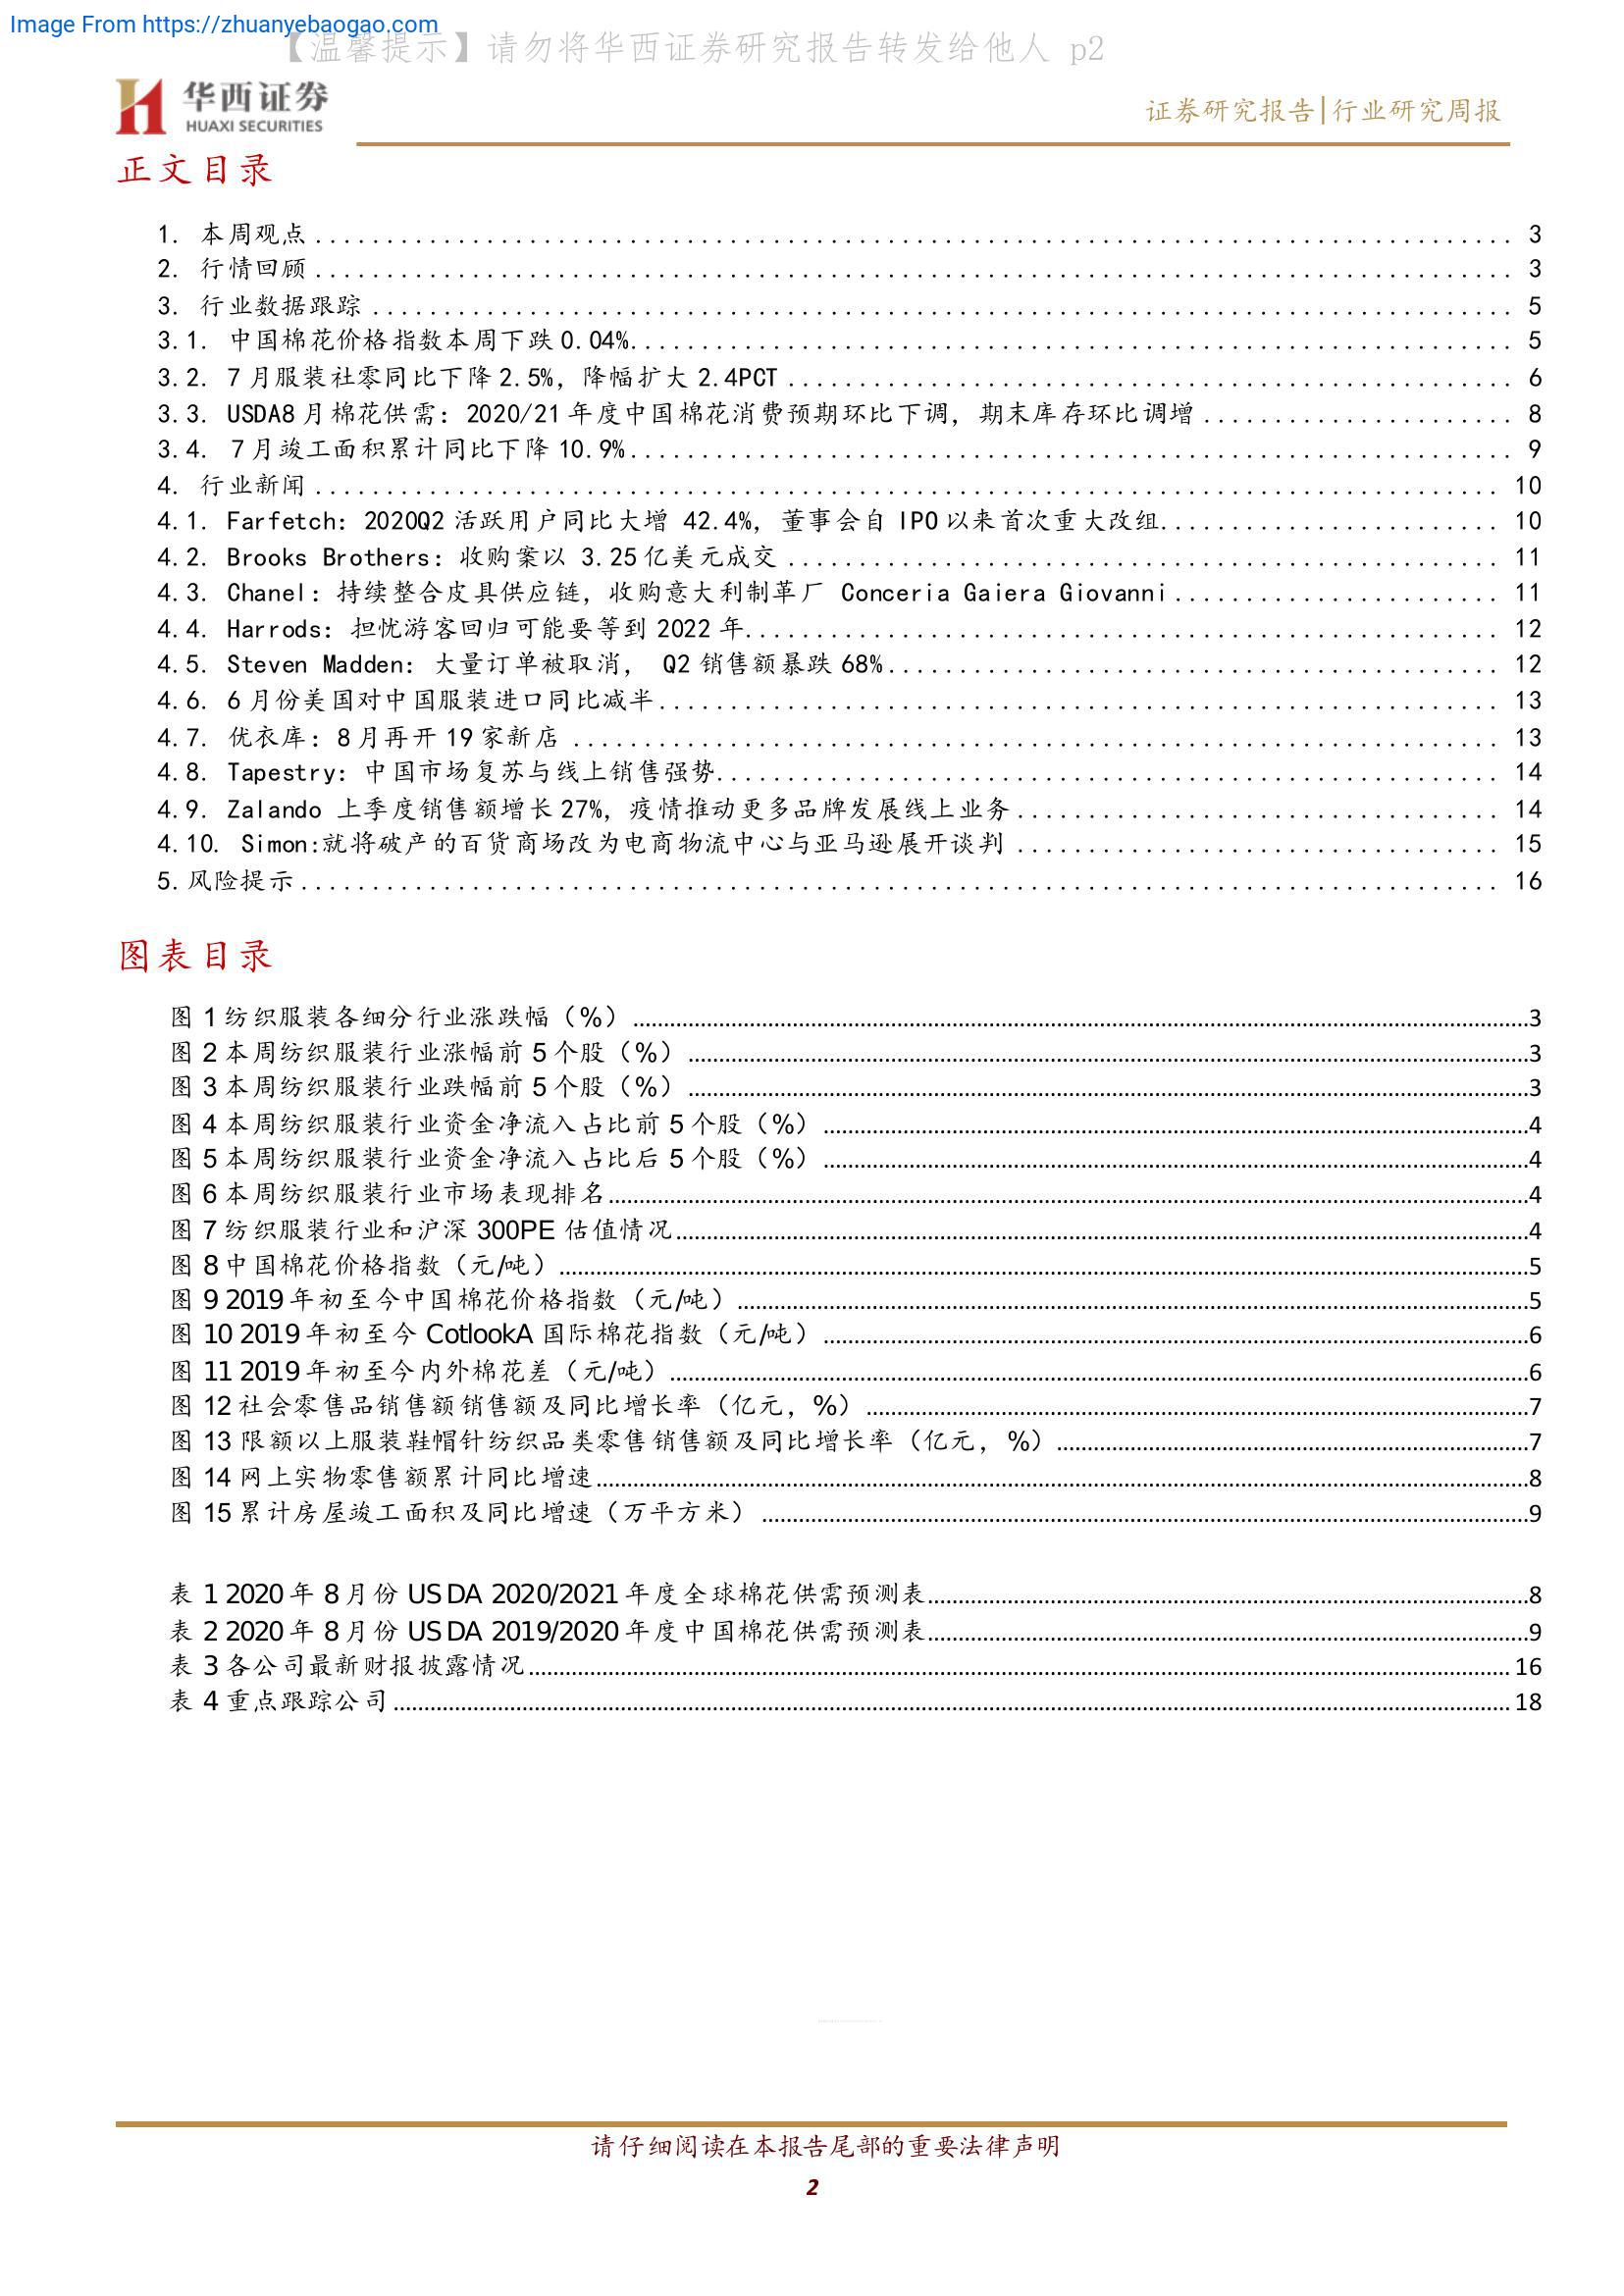 Image From https://zhuanyebaogao.com
【温馨提示】请勿将华西证券研究报告转发给他人 p2
华西证券
HUAXI SECURITIES
证券研究报告|行业研究周报
正文目录
1. 本周观点 ........ 3
2. 行情回顾 ........ 3
3. 行业数据跟踪 ........ 5
3.1. 中国棉花价格指数本周下跌 0.04% ........ 5
3.2. 7 月服装社零同比下降 2.5%，降幅扩大 2.4PCT ........ 6
3.3. USDA8 月棉花供需：2020/21 年度中国棉花消费预期环比下调，期末库存环比调增 ........ 8
3.4. 7 月竣工面积累计同比下降 10.9% ........ 9
4. 行业新闻 ........ 10
4.1. Farfetch：2020Q2 活跃用户同比大增 42.4%，董事会自 IPO 以来首次重大改组 ........ 10
4.2. Brooks Brothers：收购案以 3.25 亿美元成交 ........ 11
4.3. Chanel：持续整合皮具供应链，收购意大利制革厂 Conceria Gaiera Giovanni ........ 11
4.4. Harrods：担忧游客回归可能要等到 2022 年 ........ 12
4.5. Steven Madden：大量订单被取消， Q2 销售额暴跌 68% ........ 12
4.6. 6 月份美国对中国服装进口同比减半 ........ 13
4.7. 优衣库：8 月再开 19 家新店 ........ 13
4.8. Tapestry：中国市场复苏与线上销售强势 ........ 14
4.9. Zalando 上季度销售额增长 27%，疫情推动更多品牌发展线上业务 ........ 14
4.10. Simon:就将破产的百货商场改为电商物流中心与亚马逊展开谈判 ........ 15
5.风险提示 ........ 16
图表目录
图 1 纺织服装各细分行业涨跌幅（%） ........ 3
图 2 本周纺织服装行业涨幅前 5 个股（%） ........ 3
图 3 本周纺织服装行业跌幅前 5 个股（%） ........ 3
图 4 本周纺织服装行业资金净流入占比前 5 个股（%） ........ 4
图 5 本周纺织服装行业资金净流入占比后 5 个股（%） ........ 4
图 6 本周纺织服装行业市场表现排名 ........ 4
图 7 纺织服装行业和沪深 300PE 估值情况 ........ 4
图 8 中国棉花价格指数（元/吨） ........ 5
图 9 2019 年初至今中国棉花价格指数（元/吨） ........ 5
图 10 2019 年初至今 CotlookA 国际棉花指数（元/吨） ........ 6
图 11 2019 年初至今内外棉花差（元/吨） ........ 6
图 12 社会零售品销售额销售额及同比增长率（亿元，%） ........ 7
图 13 限额以上服装鞋帽针纺织品类零售销售额及同比增长率（亿元，%） ........ 7
图 14 网上实物零售额累计同比增速 ........ 8
图 15 累计房屋竣工面积及同比增速（万平方米） ........ 9
表 1 2020 年 8 月份 USDA 2020/2021 年度全球棉花供需预测表 ........ 8
表 2 2020 年 8 月份 USDA 2019/2020 年度中国棉花供需预测表 ........ 9
表 3 各公司最新财报披露情况 ........ 16
表 4 重点跟踪公司 ........ 18
请仔细阅读在本报告尾部的重要法律声明
2